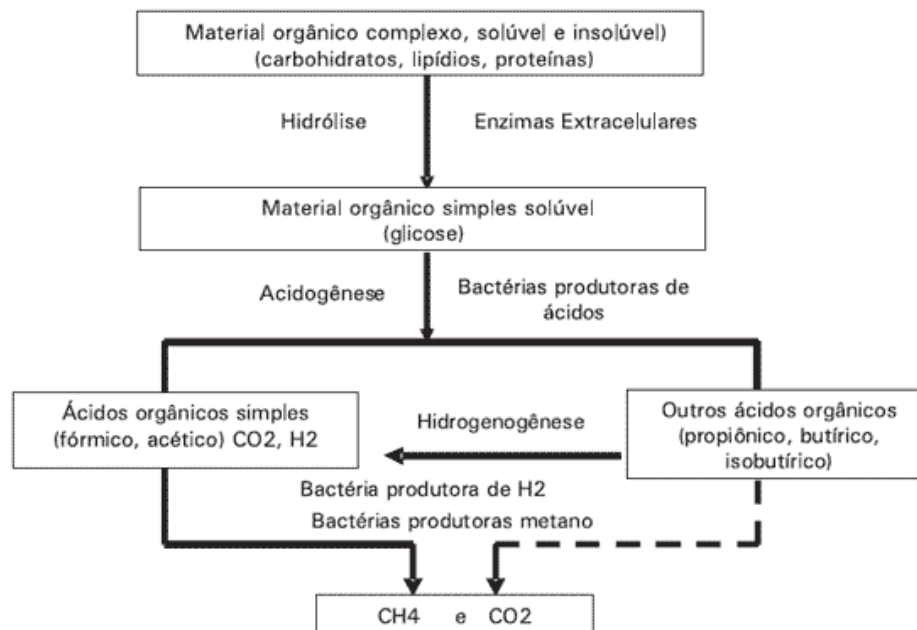 Material orgânico complexo, solúvel e insolúvel)
(carbohidratos, lipídios, proteínas)
Hidrólise
Enzimas Extracelulares
Material orgânico simples solúvel
(glicose)
Acidogênese
Bactérias produtoras de
ácidos
Ácidos orgânicos simples
(fórmico, acético) CO2, H2
Hidrogenogênese
Outros ácidos orgânicos
(propiônico, butírico,
isobutírico)
Bactéria produtora de H2
Bactérias produtoras metano
CH4 e CO2